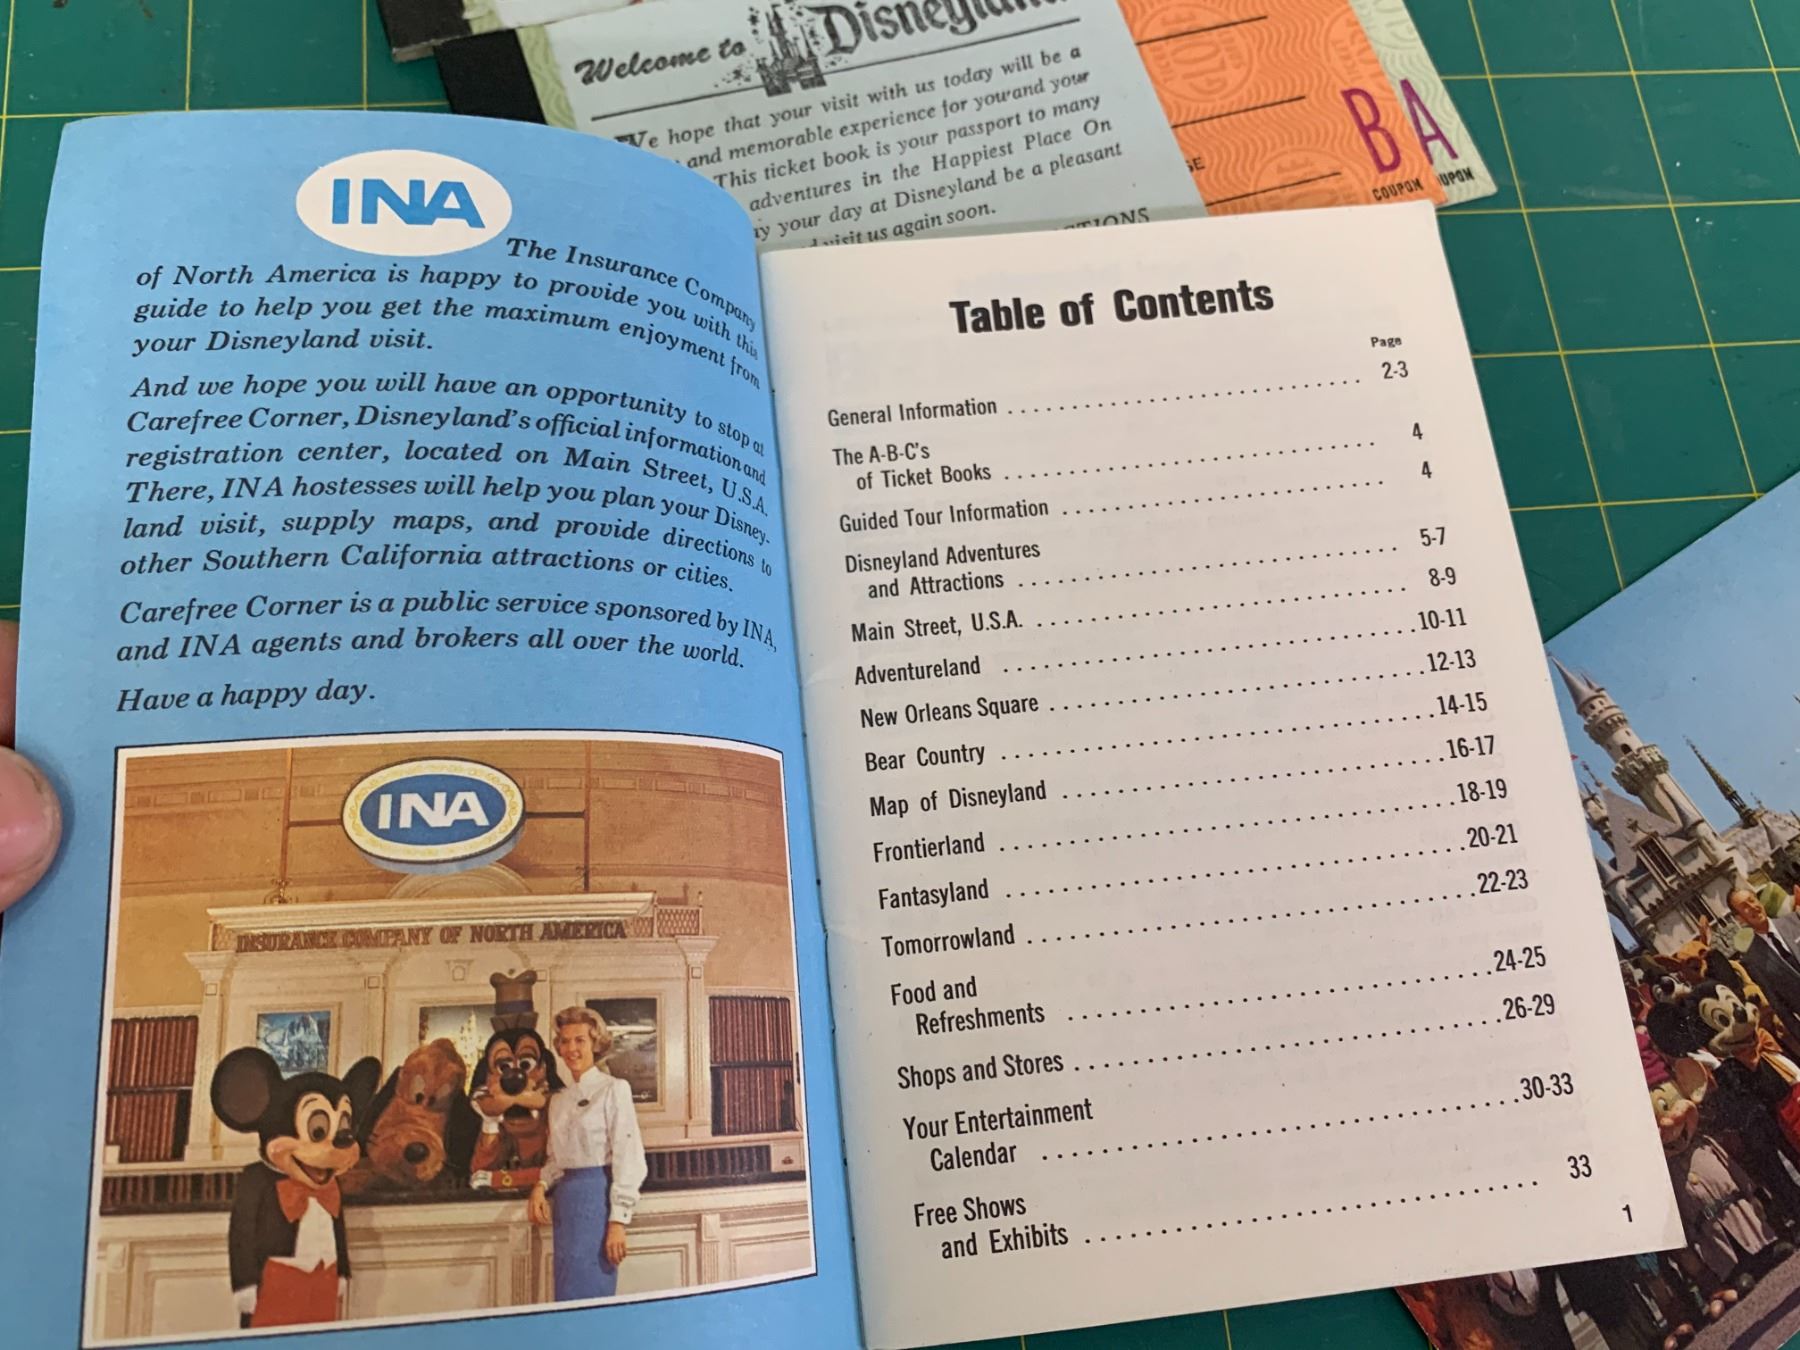 Welcome to Disneyland
We hope that your visit with us today will be a
and memorable experience for you and your
This ticket book is your passport to many
adventures in the Happiest Place On
your day at Disneyland be a pleasant
visit us again soon.
B A
COUPON
INA
The Insurance Company
of North America is happy to provide you with this
guide to help you get the maximum enjoyment from
your Disneyland visit.
And we hope you will have an opportunity to stop at
Carefree Corner, Disneyland's official information and
registration center, located on Main Street, U.S.A.
There, INA hostesses will help you plan your Disney-
land visit, supply maps, and provide directions to
other Southern California attractions or cities.
Carefree Corner is a public service sponsored by INA,
and INA agents and brokers all over the world.
Have a happy day.
INA
INSURANCE COMPANY OF NORTH AMERICA
Table of Contents
Page
General Information . . . . . . . . . . . . . . . . . . . . . . . . . . . . 2-3
The A-B-C's
of Ticket Books . . . . . . . . . . . . . . . . . . . . . . . . . . . . . 4
Guided Tour Information . . . . . . . . . . . . . . . . . . . . . . . . . 4
Disneyland Adventures
and Attractions . . . . . . . . . . . . . . . . . . . . . . . . . . . . . 5-7
Main Street, U.S.A. . . . . . . . . . . . . . . . . . . . . . . . . . . . . 8-9
Adventureland . . . . . . . . . . . . . . . . . . . . . . . . . . . . . . . 10-11
New Orleans Square . . . . . . . . . . . . . . . . . . . . . . . . . . . . 12-13
Bear Country . . . . . . . . . . . . . . . . . . . . . . . . . . . . . . . . 14-15
Map of Disneyland . . . . . . . . . . . . . . . . . . . . . . . . . . . . 16-17
Frontierland . . . . . . . . . . . . . . . . . . . . . . . . . . . . . . . . 18-19
Fantasyland . . . . . . . . . . . . . . . . . . . . . . . . . . . . . . . . 20-21
Tomorrowland . . . . . . . . . . . . . . . . . . . . . . . . . . . . . . . 22-23
Food and
Refreshments . . . . . . . . . . . . . . . . . . . . . . . . . . . . . . 24-25
Shops and Stores . . . . . . . . . . . . . . . . . . . . . . . . . . . . . 26-29
Your Entertainment
Calendar . . . . . . . . . . . . . . . . . . . . . . . . . . . . . . . . . 30-33
Free Shows
and Exhibits . . . . . . . . . . . . . . . . . . . . . . . . . . . . . . . 33
1